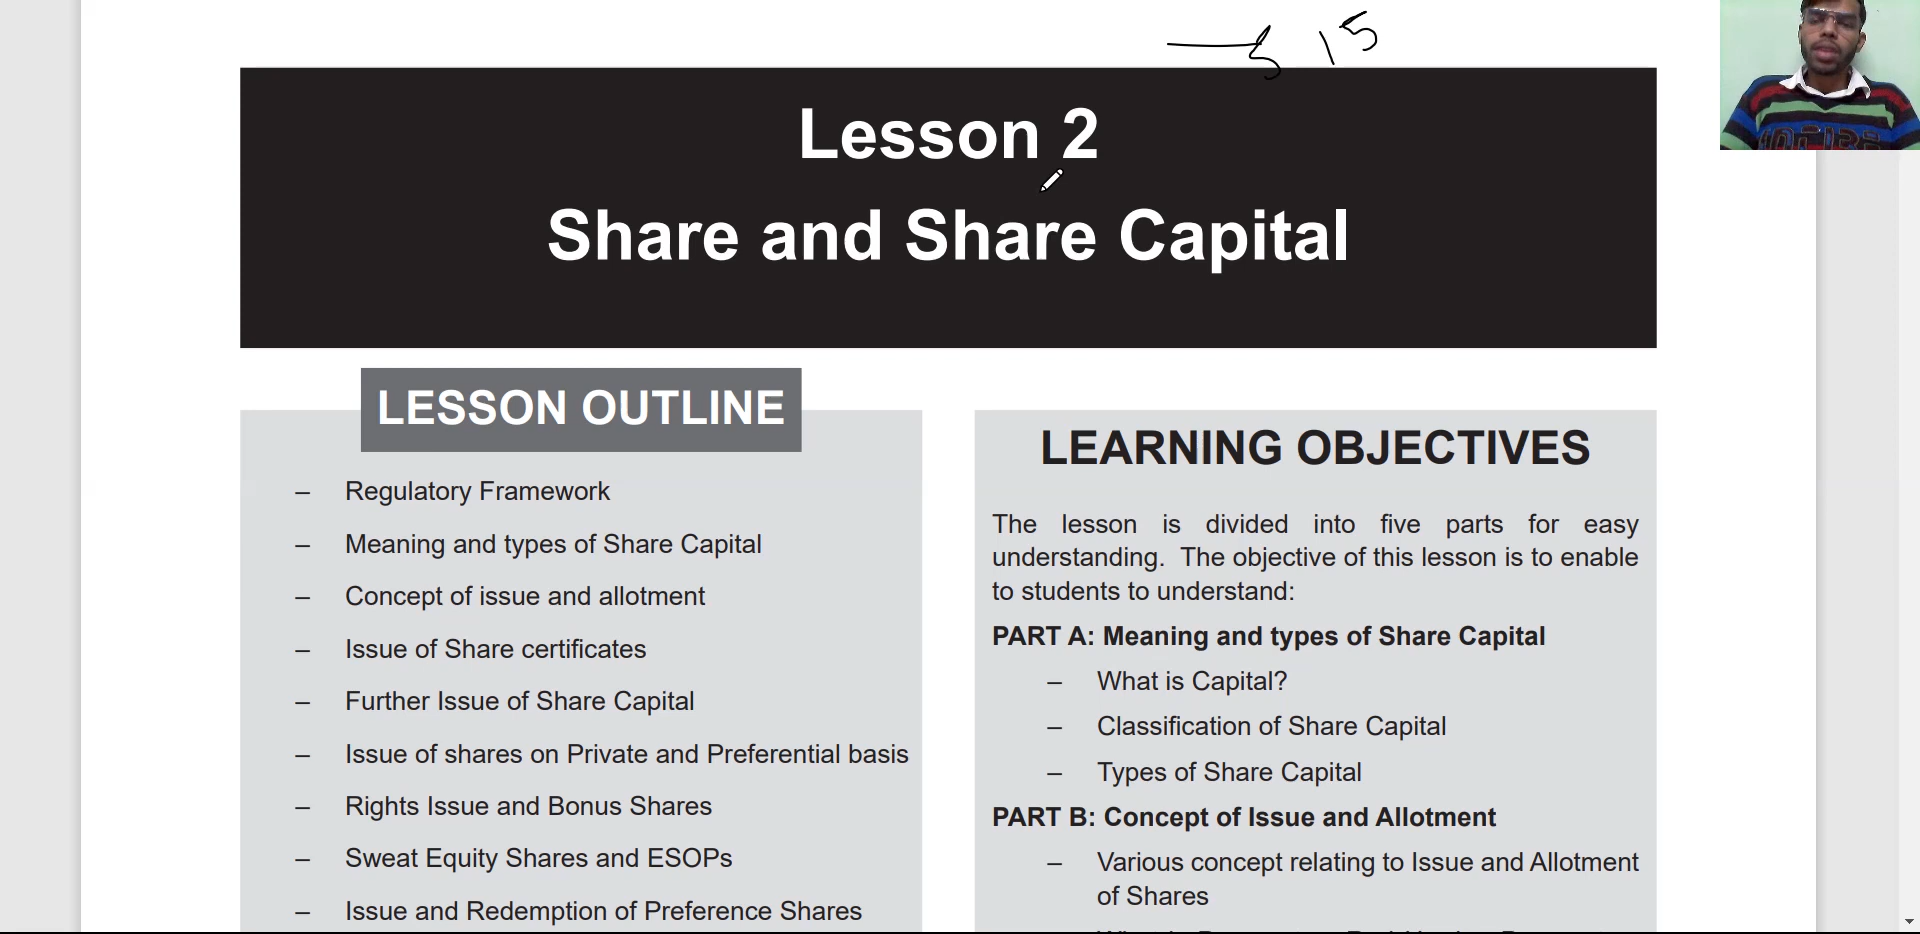 Lesson 2
Share and Share Capital
LESSON OUTLINE
– Regulatory Framework
– Meaning and types of Share Capital
– Concept of issue and allotment
– Issue of Share certificates
– Further Issue of Share Capital
– Issue of shares on Private and Preferential basis
– Rights Issue and Bonus Shares
– Sweat Equity Shares and ESOPs
– Issue and Redemption of Preference Shares
LEARNING OBJECTIVES
The lesson is divided into five parts for easy
understanding. The objective of this lesson is to enable
to students to understand:
PART A: Meaning and types of Share Capital
– What is Capital?
– Classification of Share Capital
– Types of Share Capital
PART B: Concept of Issue and Allotment
– Various concept relating to Issue and Allotment
of Shares